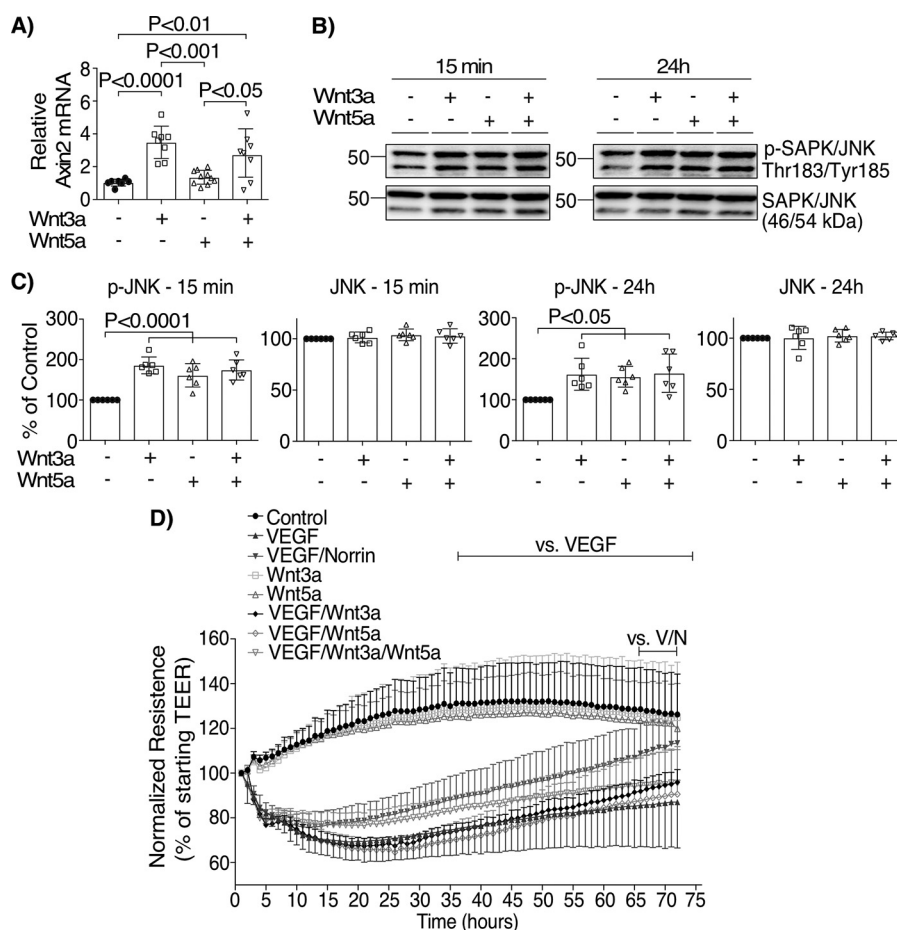 A)
P<0.01
P<0.001
P<0.0001
P<0.05
Relative
Axin2 mRNA
8
6
4
2
0
Wnt3a - + - +
Wnt5a - - + +
B)
15 min 24h
Wnt3a - + - + - + - +
Wnt5a - - + + - - + +
50 50 p-SAPK/JNK
Thr183/Tyr185
50 50 SAPK/JNK
(46/54 kDa)
C)
p-JNK - 15 min JNK - 15 min p-JNK - 24h JNK - 24h
P<0.0001 P<0.05
% of Control
300 300
200 100 200 100
100 50 100 50
0 0 0 0
Wnt3a - + - + - + - + - + - + - + - +
Wnt5a - - + + - - + + - - + + - - + +
D)
Control
VEGF
VEGF/Norrin
Wnt3a
Wnt5a
VEGF/Wnt3a
VEGF/Wnt5a
VEGF/Wnt3a/Wnt5a
vs. VEGF
vs. V/N
Normalized Resistence
(% of starting TEER)
160
140
120
100
80
60
0 5 10 15 20 25 30 35 40 45 50 55 60 65 70 75
Time (hours)